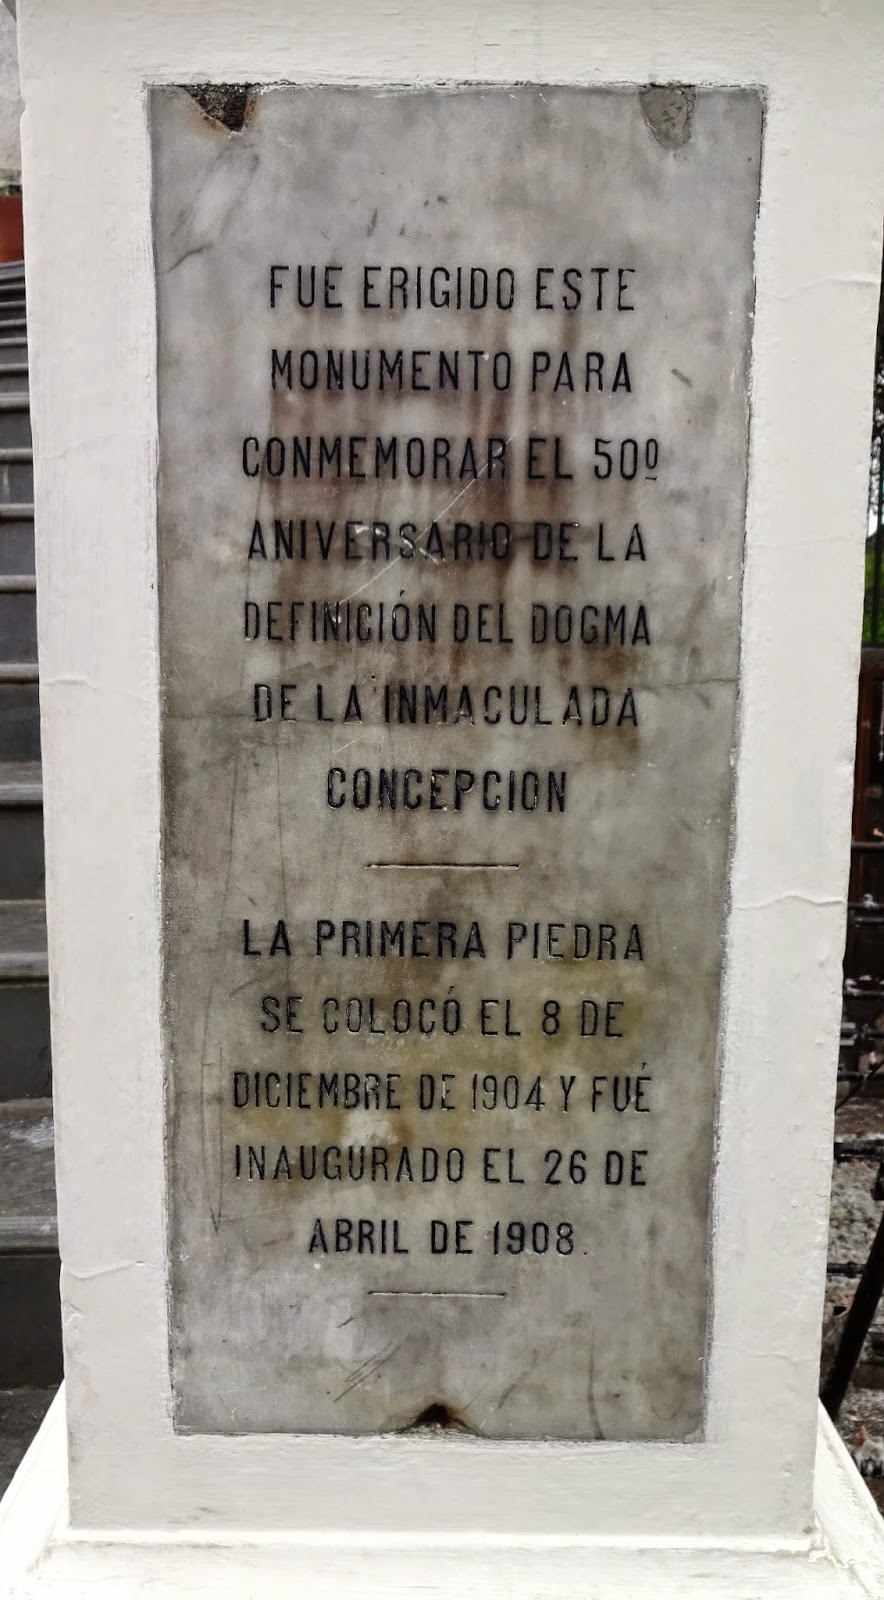 FUE ERIGIDO ESTE
MONUMENTO PARA
CONMEMORAR EL 50º
ANIVERSARIO DE LA
DEFINICIÓN DEL DOGMA
DE LA INMACULADA
CONCEPCION
LA PRIMERA PIEDRA
SE COLOCÓ EL 8 DE
DICIEMBRE DE 1904 Y FUÉ
INAUGURADO EL 26 DE
ABRIL DE 1908.